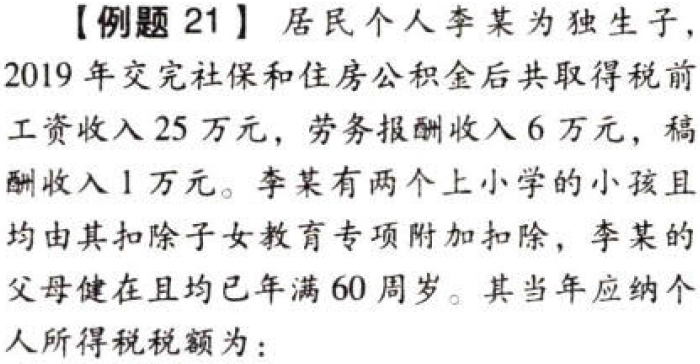 【例题 21】 居民个人李某为独生子，
2019 年交完社保和住房公积金后共取得税前
工资收入 25 万元，劳务报酬收入 6 万元，稿
酬收入 1 万元。李某有两个上小学的小孩且
均由其扣除子女教育专项附加扣除，李某的
父母健在且均已年满 60 周岁。其当年应纳个
人所得税税额为：